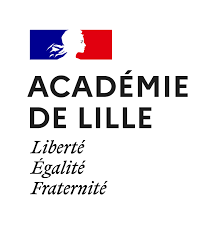 ACADÉMIE
DE LILLE
Liberté
Égalité
Fraternité